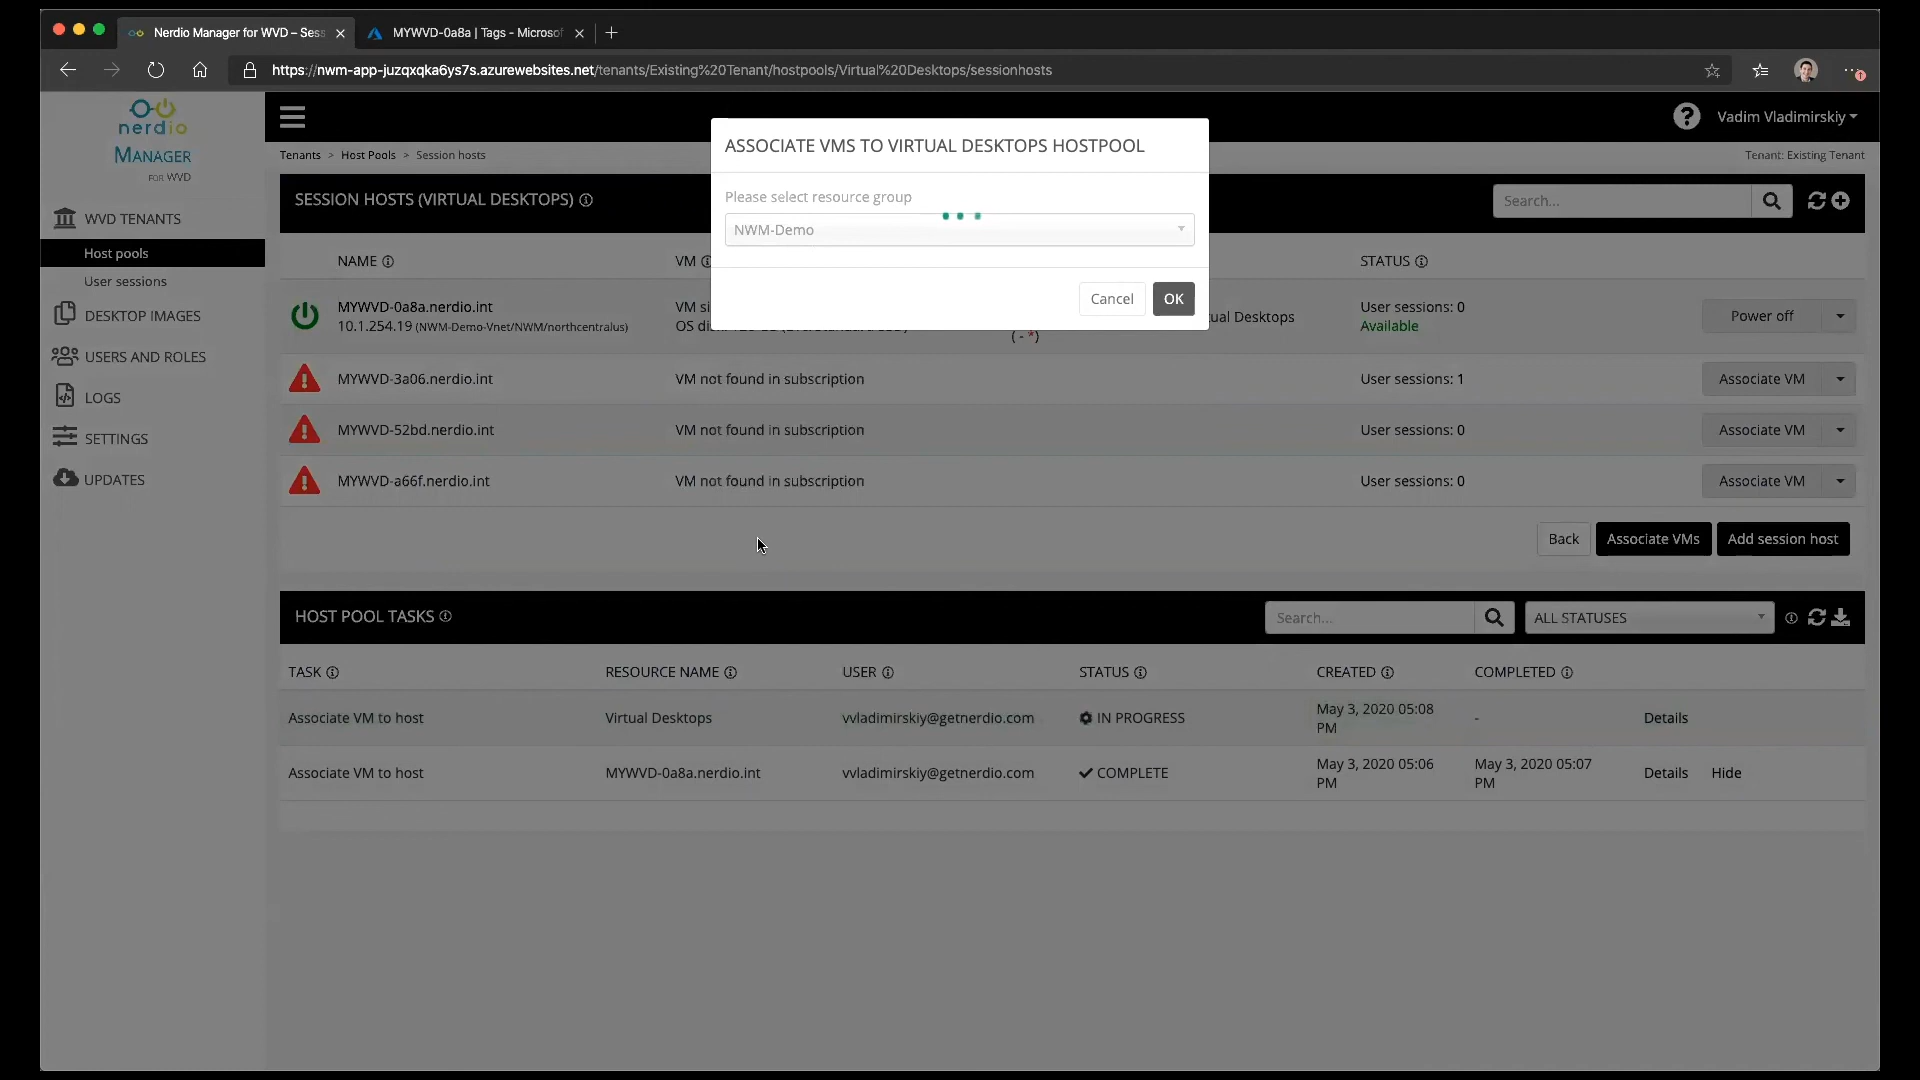 Nerdio Manager for WVD – Sess
MYWVD-0a8a | Tags - Microsof
https://nwm-app-juzqxqka6ys7s.azurewebsites.net/tenants/Existing%20Tenant/hostpools/Virtual%20Desktops/sessionhosts
nerdio
MANAGER
FOR WVD
Vadim Vladimirskiy
Tenants > Host Pools > Session hosts
Tenant: Existing Tenant
WVD TENANTS
Host pools
User sessions
DESKTOP IMAGES
USERS AND ROLES
LOGS
SETTINGS
UPDATES
ASSOCIATE VMS TO VIRTUAL DESKTOPS HOSTPOOL
Please select resource group
NWM-Demo
Cancel
OK
SESSION HOSTS (VIRTUAL DESKTOPS)
Search...
NAME
VM
STATUS
MYWVD-0a8a.nerdio.int
10.1.254.19 (NWM-Demo-Vnet/NWM/northcentralus)
VM si
OS
( - *)
Desktops
User sessions: 0
Available
Power off
MYWVD-3a06.nerdio.int
VM not found in subscription
User sessions: 1
Associate VM
MYWVD-52bd.nerdio.int
VM not found in subscription
User sessions: 0
Associate VM
MYWVD-a66f.nerdio.int
VM not found in subscription
User sessions: 0
Associate VM
Back
Associate VMs
Add session host
HOST POOL TASKS
Search...
ALL STATUSES
TASK
RESOURCE NAME
USER
STATUS
CREATED
COMPLETED
Associate VM to host
Virtual Desktops
vvladimirskiy@getnerdio.com
IN PROGRESS
May 3, 2020 05:08
PM
-
Details
Associate VM to host
MYWVD-0a8a.nerdio.int
vvladimirskiy@getnerdio.com
COMPLETE
May 3, 2020 05:06
PM
May 3, 2020 05:07
PM
Details
Hide